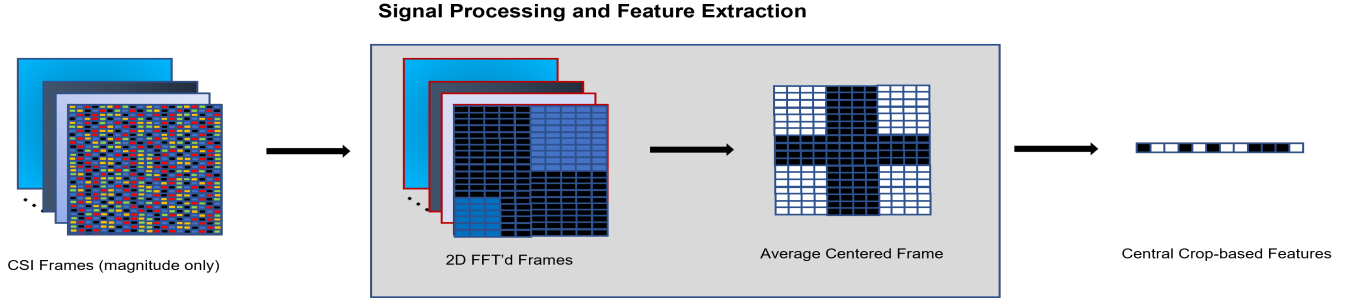 Signal Processing and Feature Extraction
CSI Frames (magnitude only)
2D FFT'd Frames
Average Centered Frame
Central Crop-based Features